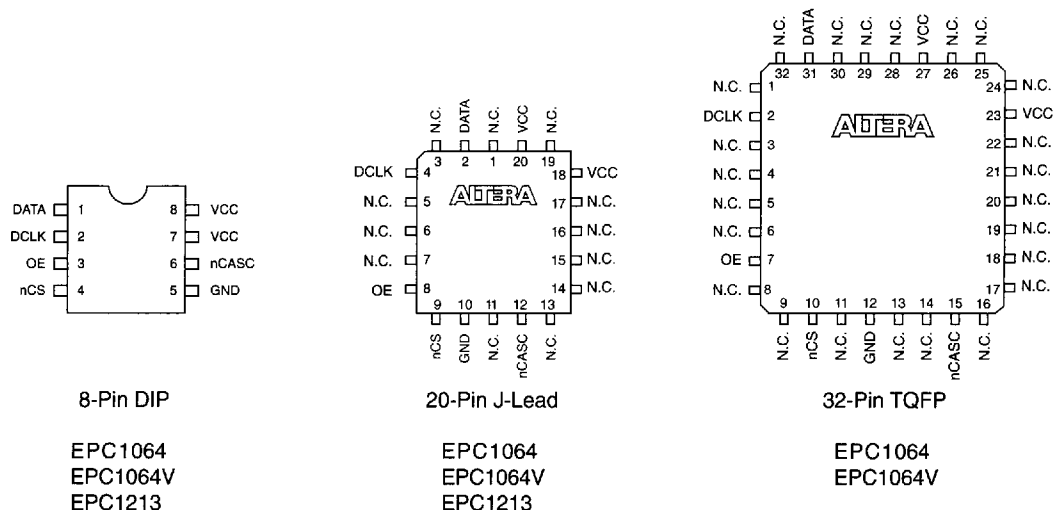 8-Pin DIP
DATA 1 8 VCC
DCLK 2 7 VCC
OE 3 6 nCASC
nCS 4 5 GND
EPC1064
EPC1064V
EPC1213
20-Pin J-Lead
N.C. DATA N.C. VCC N.C.
3 2 1 20 19
DCLK 4 18 VCC
ALTERA
N.C. 5 17 N.C.
N.C. 6 16 N.C.
N.C. 7 15 N.C.
OE 8 14 N.C.
9 10 11 12 13
nCS GND N.C. nCASC N.C.
EPC1064
EPC1064V
EPC1213
32-Pin TQFP
N.C. DATA N.C. N.C. N.C. VCC N.C. N.C.
32 31 30 29 28 27 26 25
N.C. 1 24 N.C.
DCLK 2 23 VCC
ALTERA
N.C. 3 22 N.C.
N.C. 4 21 N.C.
N.C. 5 20 N.C.
N.C. 6 19 N.C.
OE 7 18 N.C.
N.C. 8 17 N.C.
9 10 11 12 13 14 15 16
N.C. nCS N.C. GND N.C. N.C. nCASC N.C.
EPC1064
EPC1064V